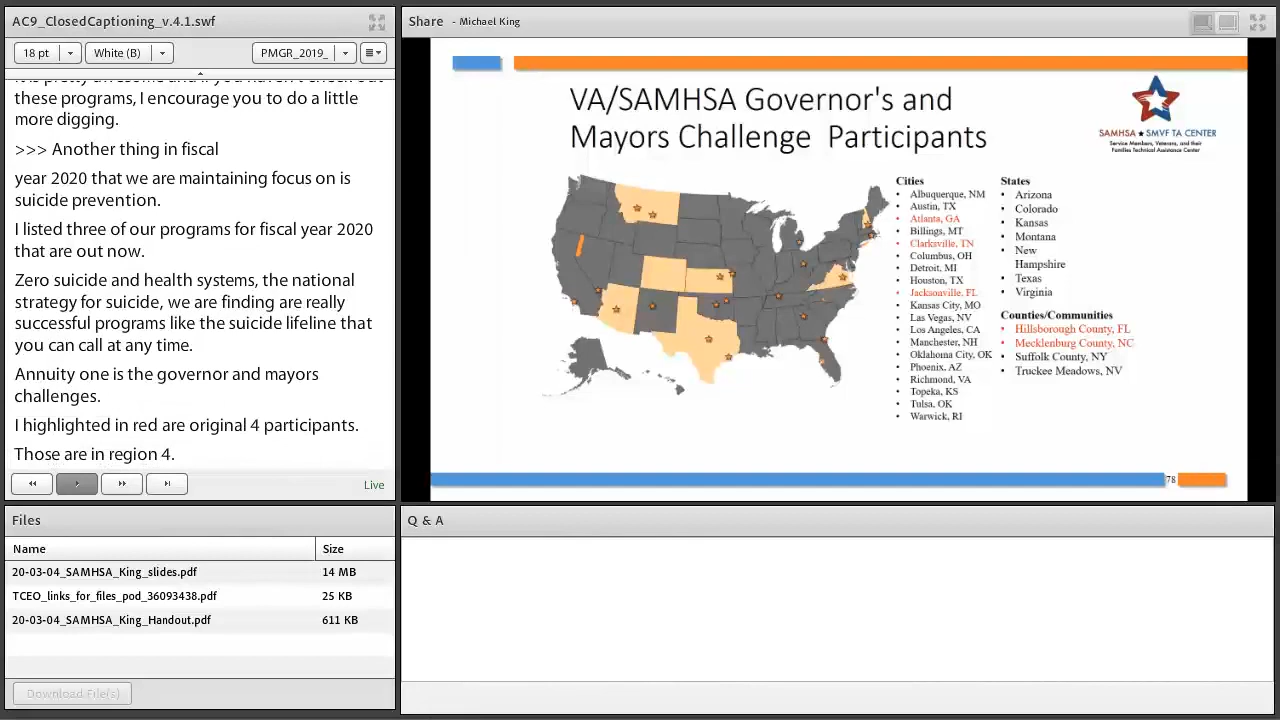 AC9_ClosedCaptioning_v.4.1.swf
18 pt
White (B)
PMGR_2019_
these programs, I encourage you to do a little
more digging.
>>> Another thing in fiscal
year 2020 that we are maintaining focus on is
suicide prevention.
I listed three of our programs for fiscal year 2020
that are out now.
Zero suicide and health systems, the national
strategy for suicide, we are finding are really
successful programs like the suicide lifeline that
you can call at any time.
Annuity one is the governor and mayors
challenges.
I highlighted in red are original 4 participants.
Those are in region 4.
Live
Share - Michael King
VA/SAMHSA Governor's and
Mayors Challenge Participants
SAMHSA ★ SMVF TA CENTER
Service Members, Veterans, and their
Families Technical Assistance Center
Cities
• Albuquerque, NM
• Austin, TX
• Atlanta, GA
• Billings, MT
• Clarksville, TN
• Columbus, OH
• Detroit, MI
• Houston, TX
• Jacksonville, FL
• Kansas City, MO
• Las Vegas, NV
• Los Angeles, CA
• Manchester, NH
• Oklahoma City, OK
• Phoenix, AZ
• Richmond, VA
• Topeka, KS
• Tulsa, OK
• Warwick, RI
States
• Arizona
• Colorado
• Kansas
• Montana
• New
Hampshire
• Texas
• Virginia
Counties/Communities
• Hillsborough County, FL
• Mecklenburg County, NC
• Suffolk County, NY
• Truckee Meadows, NV
78
Files
Name Size
20-03-04_SAMHSA_King_slides.pdf 14 MB
TCEO_links_for_files_pod_36093438.pdf 25 KB
20-03-04_SAMHSA_King_Handout.pdf 611 KB
Download File(s)
Q & A